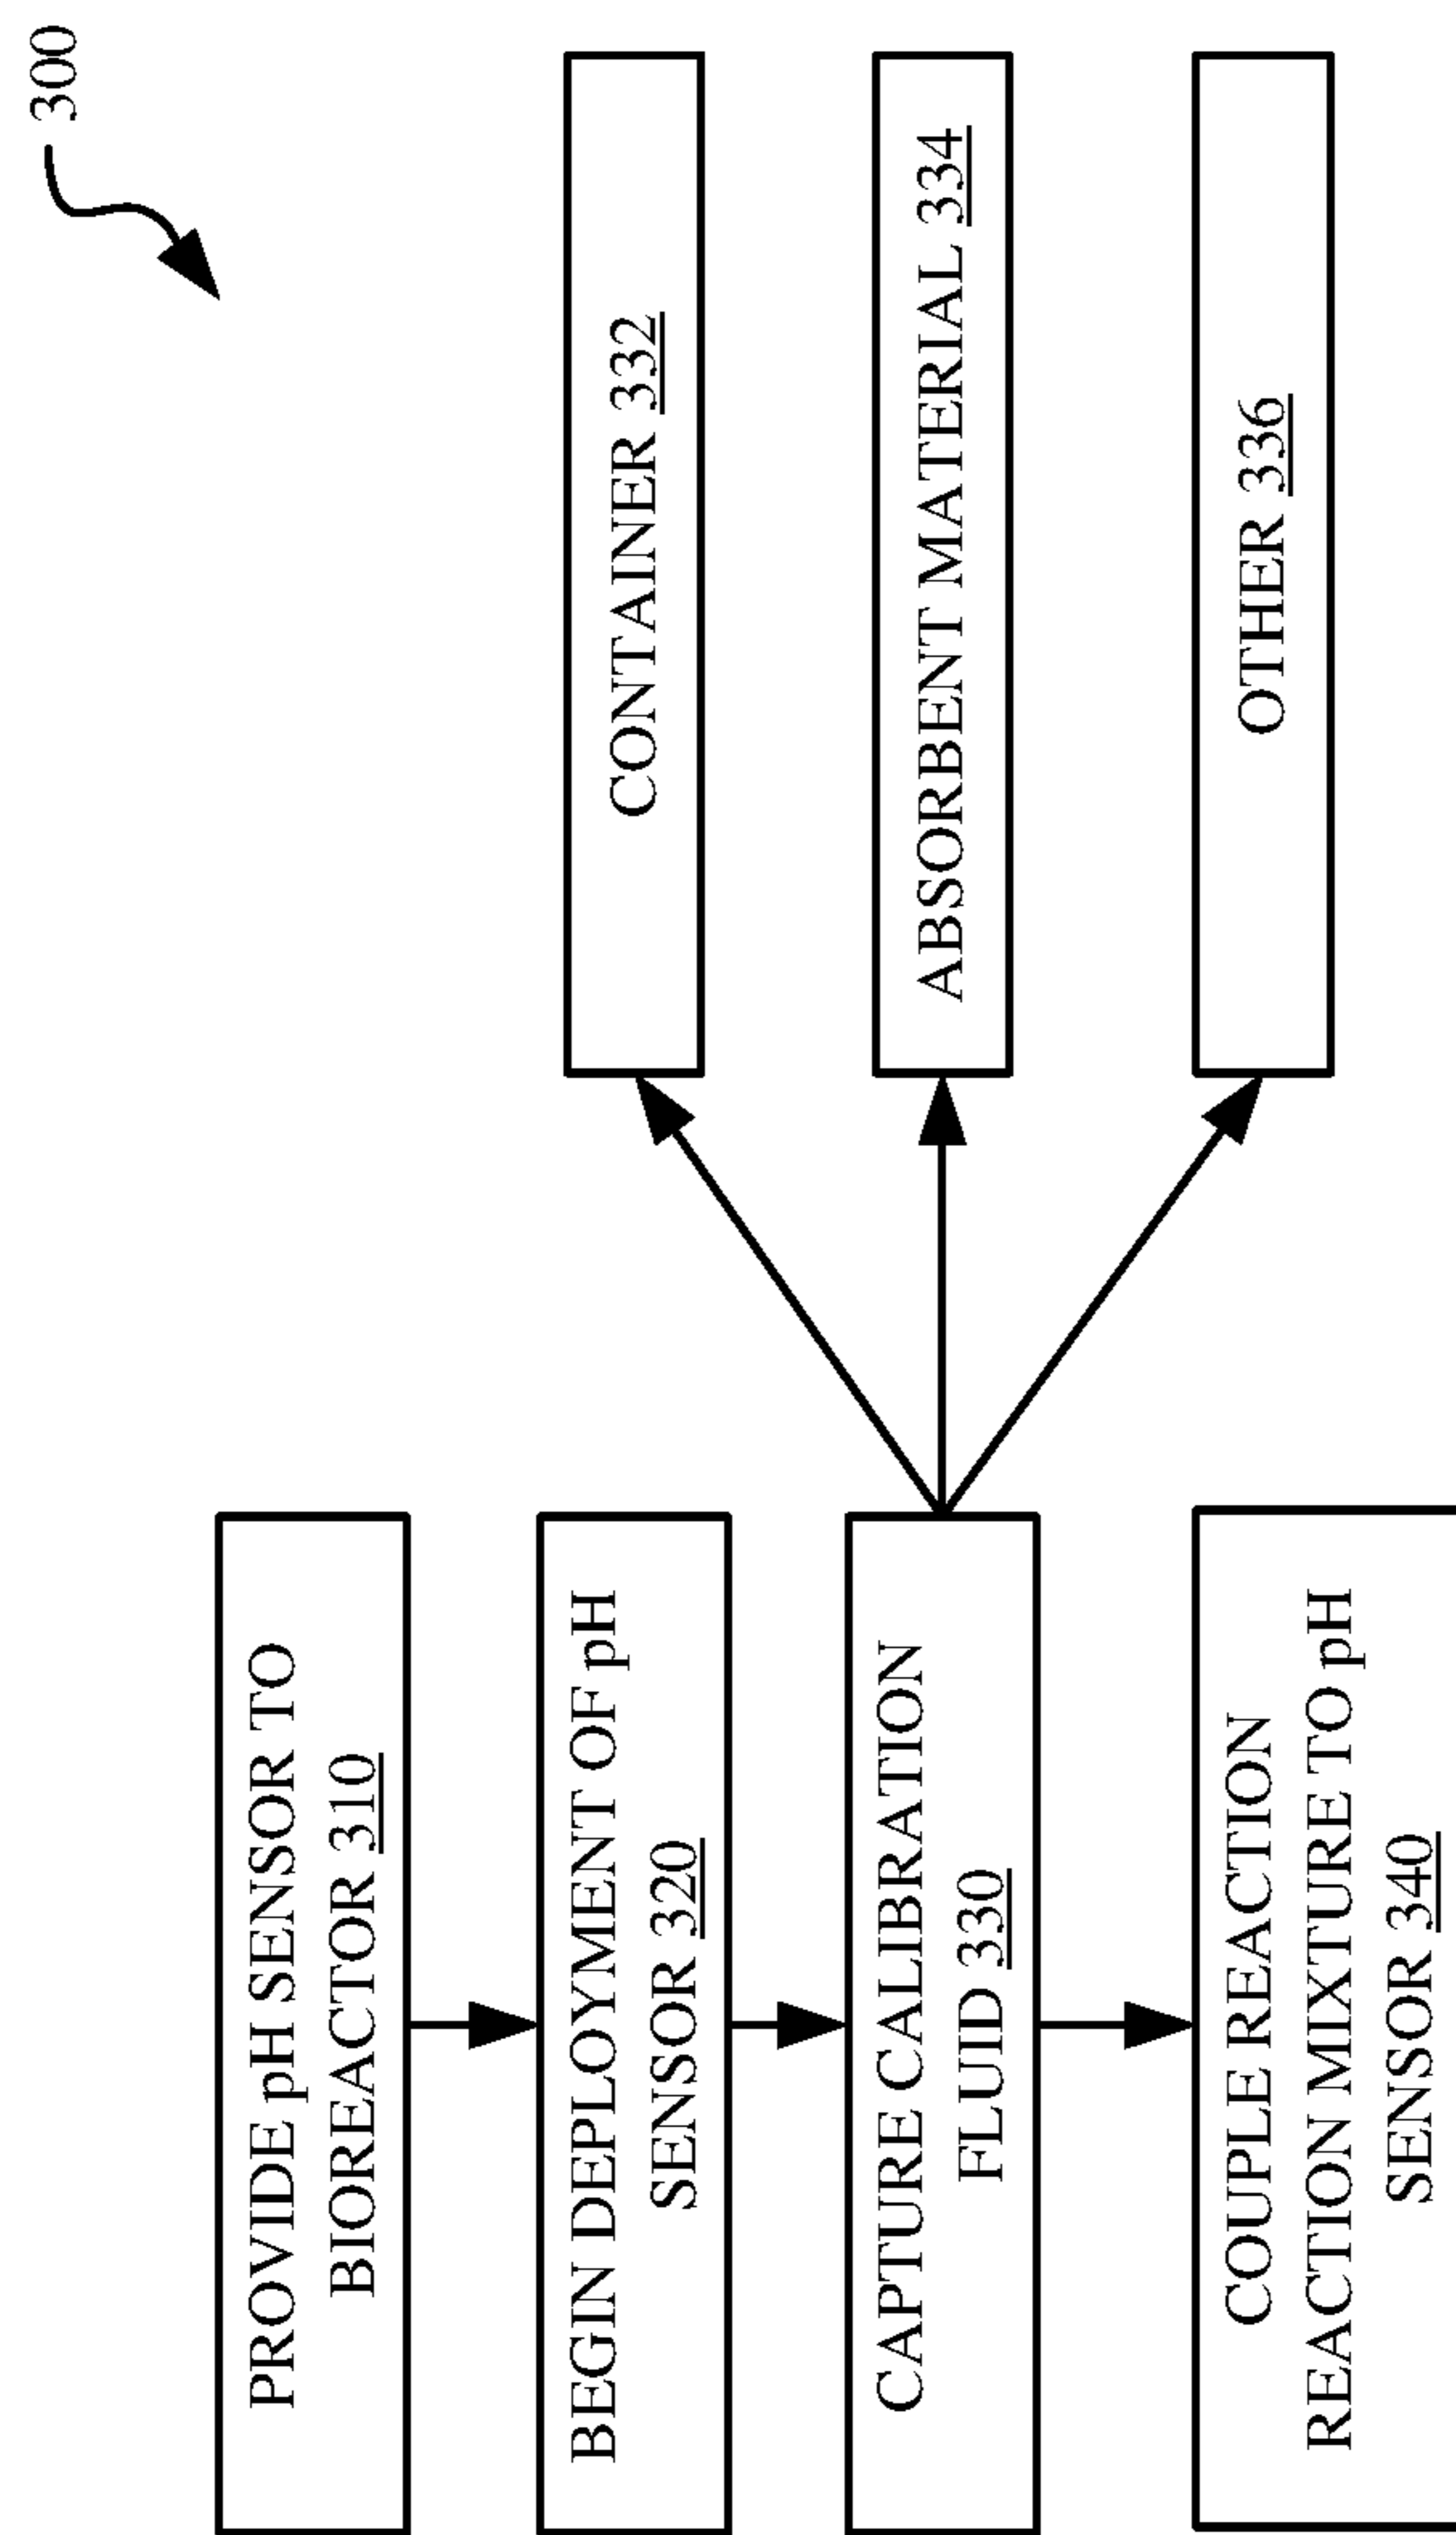 300
PROVIDE pH SENSOR TO
BIOREACTOR 310
BEGIN DEPLOYMENT OF pH
SENSOR 320
CAPTURE CALIBRATION
FLUID 330
COUPLE REACTION
REACTION MIXTURE TO pH
SENSOR 340
CONTAINER 332
ABSORBENT MATERIAL 334
OTHER 336